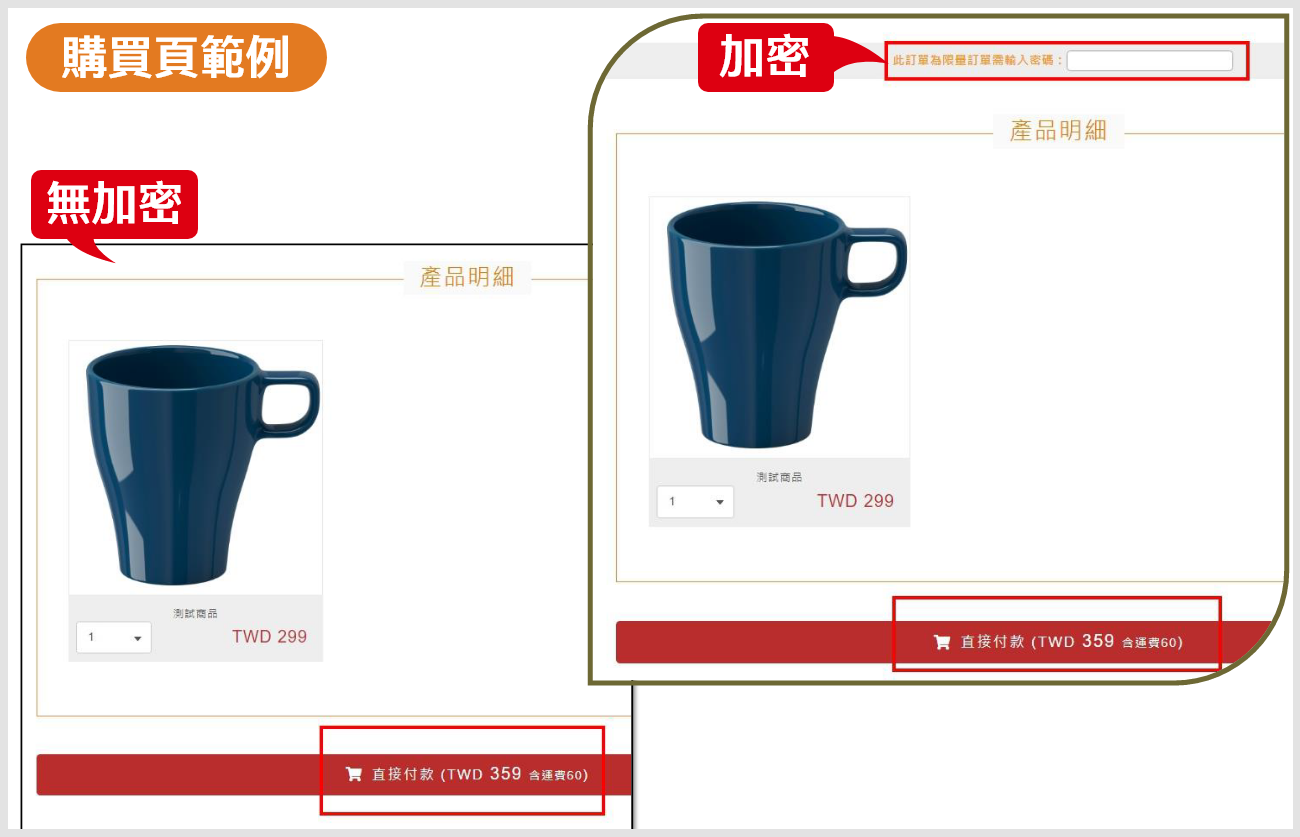 購買頁範例
無加密
產品明細
測試商品
1
TWD 299
直接付款 (TWD 359 含運費60)
加密
此訂單為限量訂單需輸入密碼：
產品明細
測試商品
1
TWD 299
直接付款 (TWD 359 含運費60)